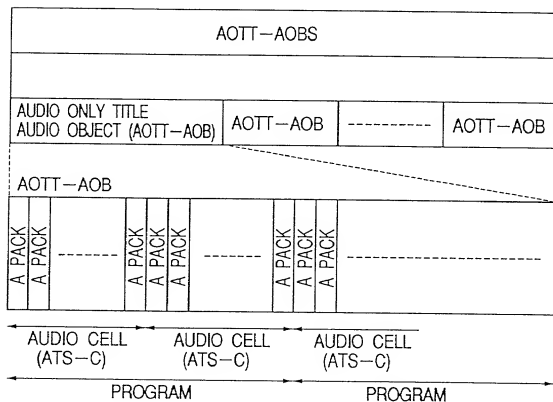 AOTT-AOBS
AUDIO ONLY TITLE
AUDIO OBJECT (AOTT-AOB)
AOTT-AOB
AOTT-AOB
AOTT-AOB
A PACK
A PACK
A PACK
A PACK
A PACK
A PACK
A PACK
A PACK
AUDIO CELL
(ATS-C)
AUDIO CELL
(ATS-C)
AUDIO CELL
(ATS-C)
PROGRAM
PROGRAM